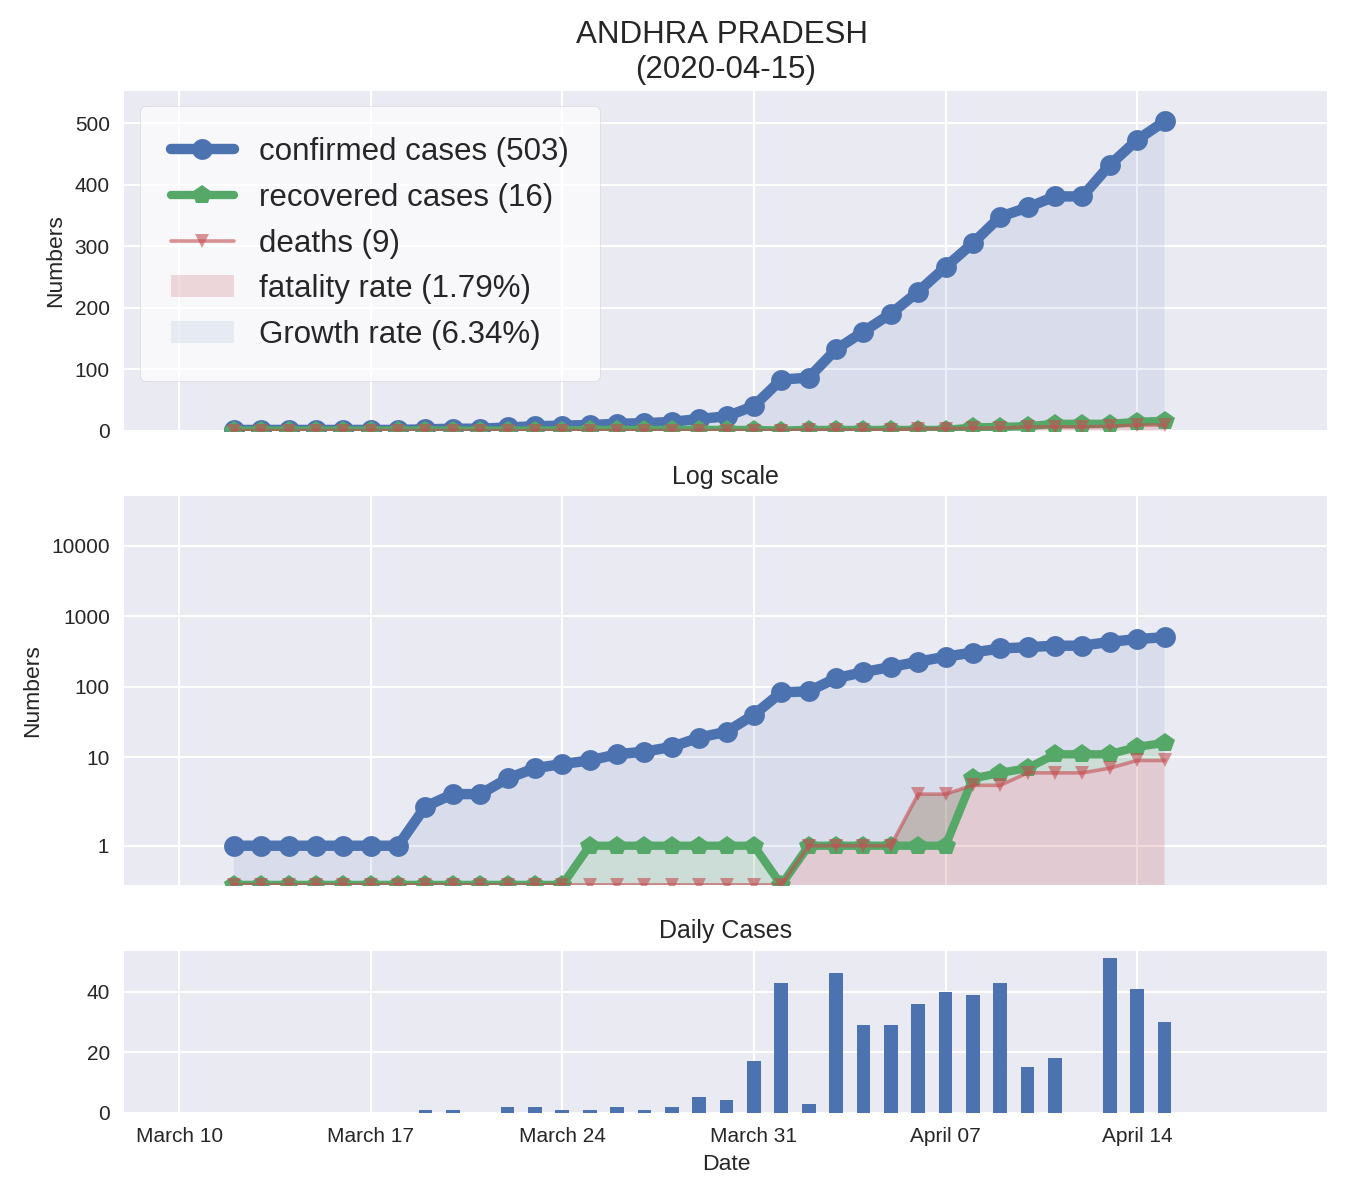 ANDHRA PRADESH
(2020-04-15)
500
400
300
200
100
0
Numbers
confirmed cases (503)
recovered cases (16)
deaths (9)
fatality rate (1.79%)
Growth rate (6.34%)
Log scale
10000
1000
100
10
1
Numbers
Daily Cases
40
20
0
March 10 March 17 March 24 March 31 April 07 April 14
Date